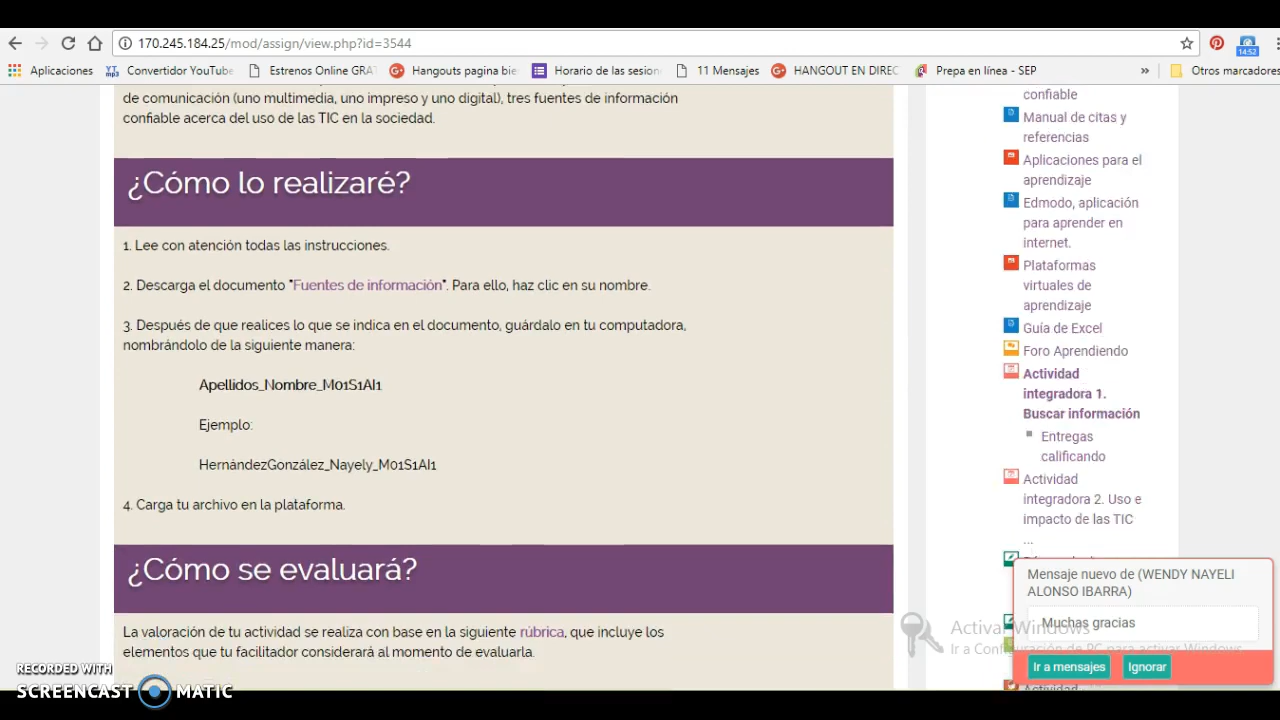 170.245.184.25/mod/assign/view.php?id=3544
Aplicaciones
Convertidor YouTube
Estrenos Online GRA
Hangouts pagina bie
Horario de las sesion
11 Mensajes
HANGOUT EN DIREC
Prepa en línea - SEP
»
Otros marcadores
14:52
de comunicación (uno multimedia, uno impreso y uno digital), tres fuentes de información
confiable acerca del uso de las TIC en la sociedad.
¿Cómo lo realizaré?
1. Lee con atención todas las instrucciones.
2. Descarga el documento "Fuentes de información". Para ello, haz clic en su nombre.
3. Después de que realices lo que se indica en el documento, guárdalo en tu computadora,
nombrándolo de la siguiente manera:
Apellidos_Nombre_M01S1AI1
Ejemplo:
HernándezGonzález_Nayely_M01S1AI1
4. Carga tu archivo en la plataforma.
¿Cómo se evaluará?
La valoración de tu actividad se realiza con base en la siguiente rúbrica, que incluye los
elementos que tu facilitador considerará al momento de evaluarla.
confiable
Manual de citas y
referencias
Aplicaciones para el
aprendizaje
Edmodo, aplicación
para aprender en
internet.
Plataformas
virtuales de
aprendizaje
Guía de Excel
Foro Aprendiendo
Actividad
integradora 1.
Buscar información
Entregas
calificando
Actividad
integradora 2. Uso e
impacto de las TIC
...
Mensaje nuevo de (WENDY NAYELI
ALONSO IBARRA)
Muchas gracias
Activar Windows
Ir a Configuración de PC para activar Windows.
Ir a mensajes
Ignorar
Actividad
RECORDED WITH
SCREENCAST MATIC